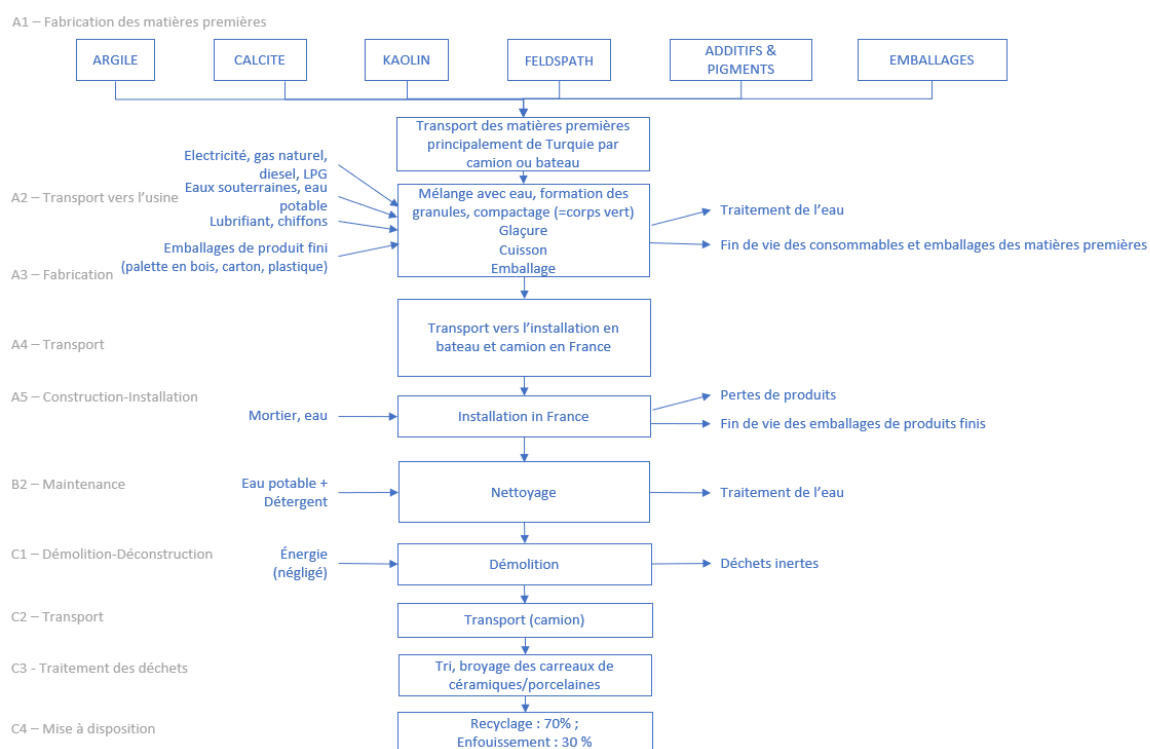 A1 – Fabrication des matières premières
ARGILE
CALCITE
KAOLIN
FELDSPATH
ADDITIFS &
PIGMENTS
EMBALLAGES
Transport des matières premières
principalement de Turquie par
camion ou bateau
Electricité, gas naturel,
diesel, LPG
A2 – Transport vers l’usine
Eaux souterraines, eau
potable
Lubrifiant, chiffons
Emballages de produit fini
(palette en bois, carton, plastique)
Mélange avec eau, formation des
granules, compactage (=corps vert)
Glaçure
Cuisson
Emballage
Traitement de l’eau
Fin de vie des consommables et emballages des matières premières
A3 – Fabrication
A4 – Transport
Transport vers l’installation en
bateau et camion en France
A5 – Construction-Installation
Mortier, eau
Installation in France
Pertes de produits
Fin de vie des emballages de produits finis
B2 – Maintenance
Eau potable +
Détergent
Nettoyage
Traitement de l’eau
C1 – Démolition-Déconstruction
Énergie
(négligé)
Démolition
Déchets inertes
C2 – Transport
Transport (camion)
C3 - Traitement des déchets
Tri, broyage des carreaux de
céramiques/porcelaines
C4 – Mise à disposition
Recyclage : 70% ;
Enfouissement : 30 %